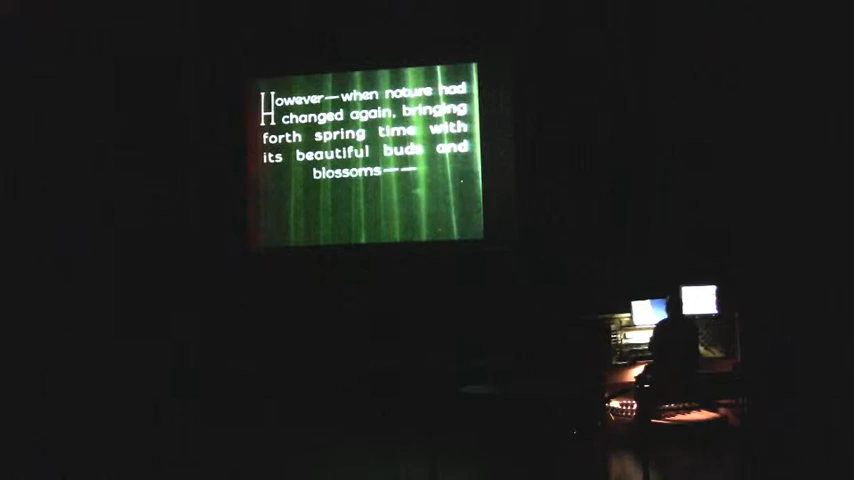 However—when nature had
changed again, bringing
forth spring time with
its beautiful buds and
blossoms——